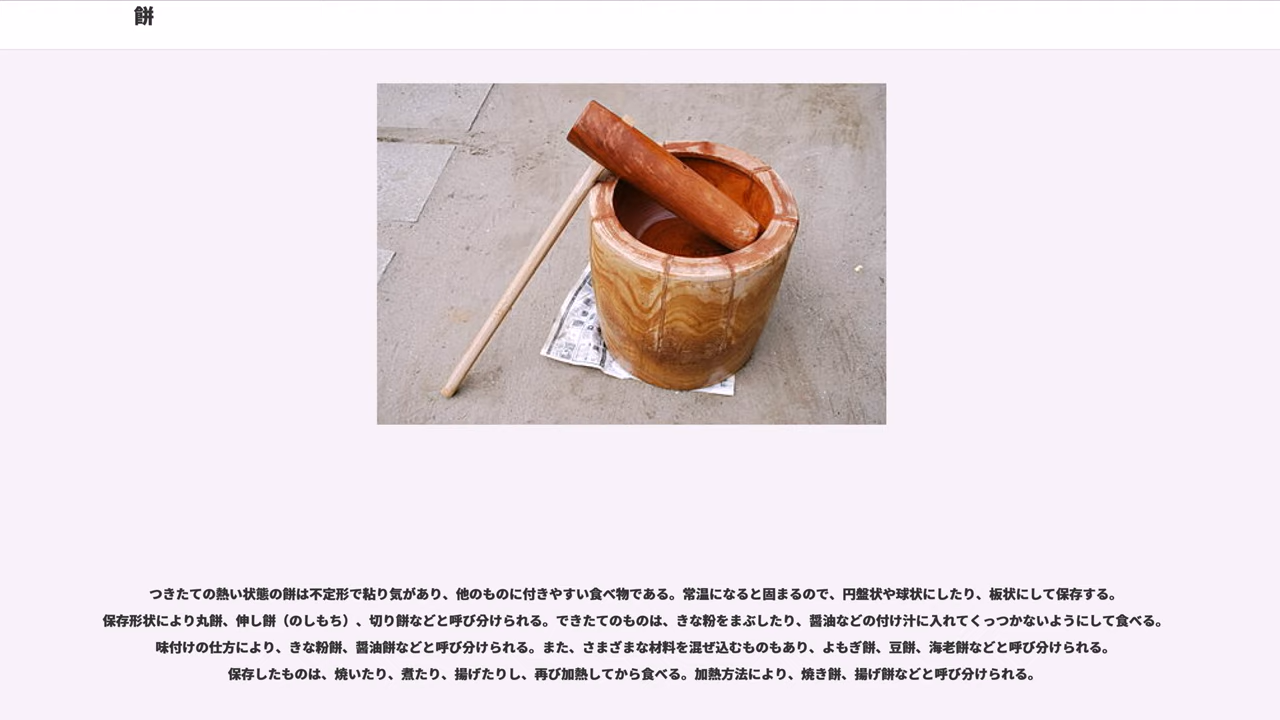 餅
つきたての熱い状態の餅は不定形で粘り気があり、他のものに付きやすい食べ物である。常温になると固まるので、円盤状や球状にしたり、板状にして保存する。
保存形状により丸餅、伸し餅（のしもち）、切り餅などと呼び分けられる。できたてのものは、きな粉をまぶしたり、醤油などの付け汁に入れてくっつかないようにして食べる。
味付けの仕方により、きな粉餅、醤油餅などと呼び分けられる。また、さまざまな材料を混ぜ込むものもあり、よもぎ餅、豆餅、海老餅などと呼び分けられる。
保存したものは、焼いたり、煮たり、揚げたりし、再び加熱してから食べる。加熱方法により、焼き餅、揚げ餅などと呼び分けられる。